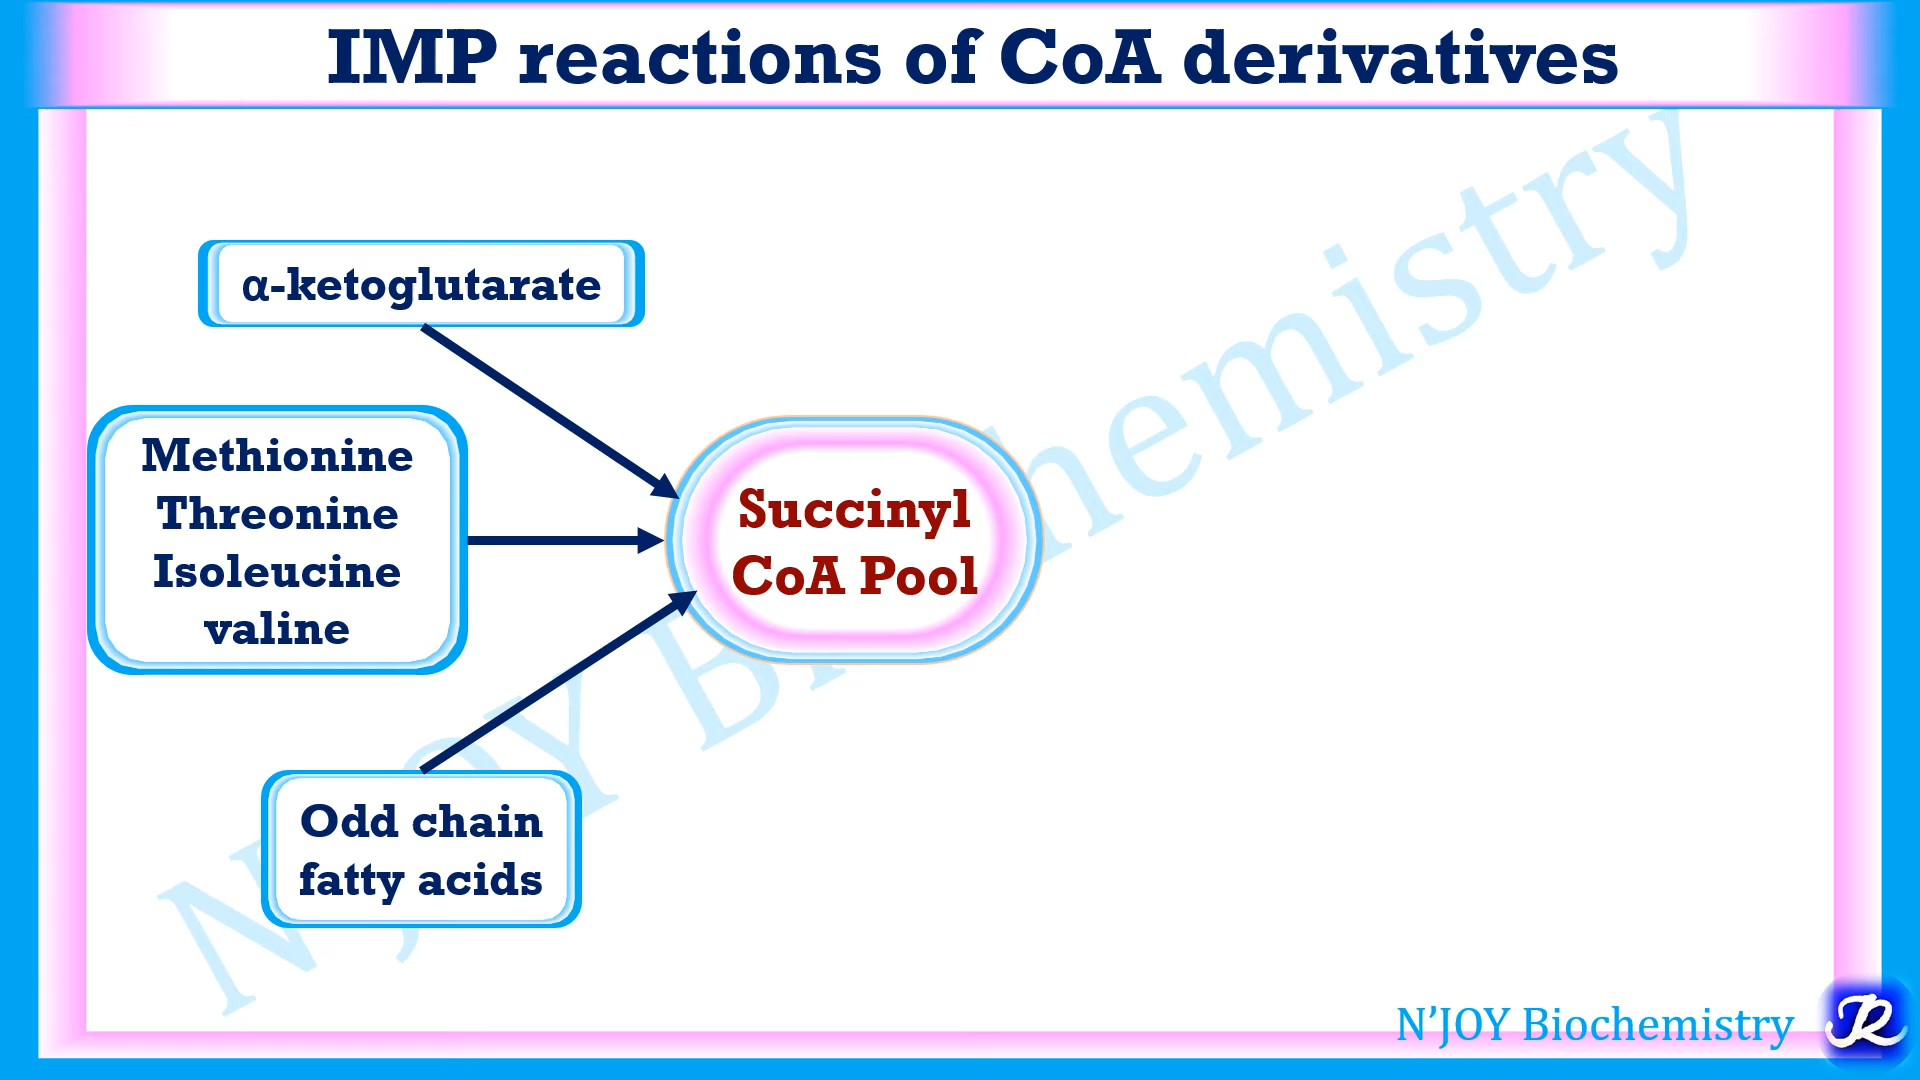 IMP reactions of CoA derivatives
α-ketoglutarate
Methionine
Threonine
Isoleucine
valine
Succinyl
CoA Pool
Odd chain
fatty acids
N'JOY Biochemistry
N’JOY Biochemistry
JR